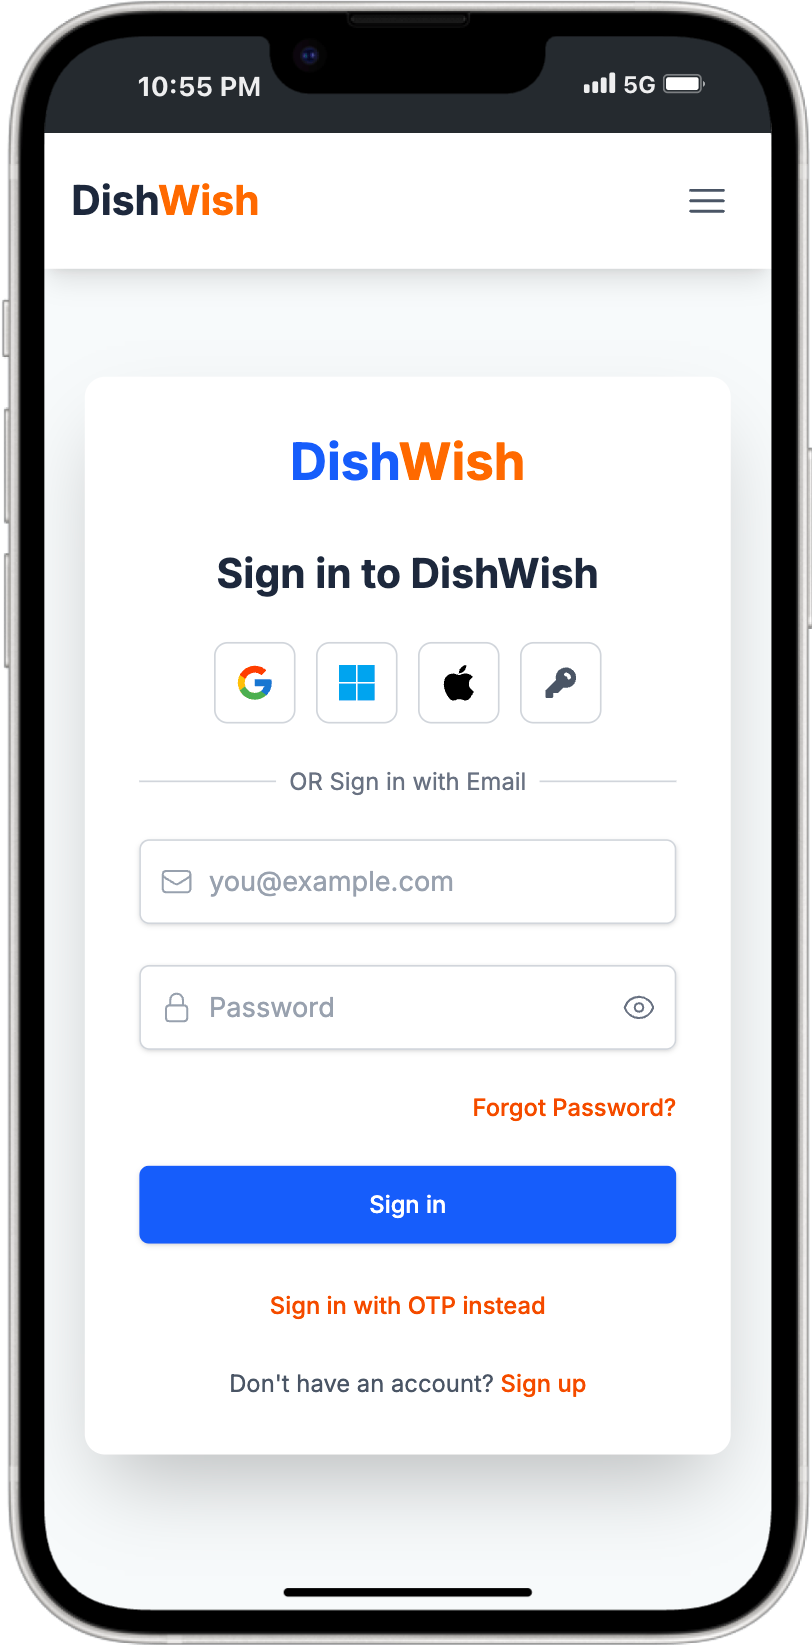 10:55 PM 5G
DishWish
DishWish
Sign in to DishWish
OR Sign in with Email
you@example.com
Password
Forgot Password?
Sign in
Sign in with OTP instead
Don't have an account? Sign up